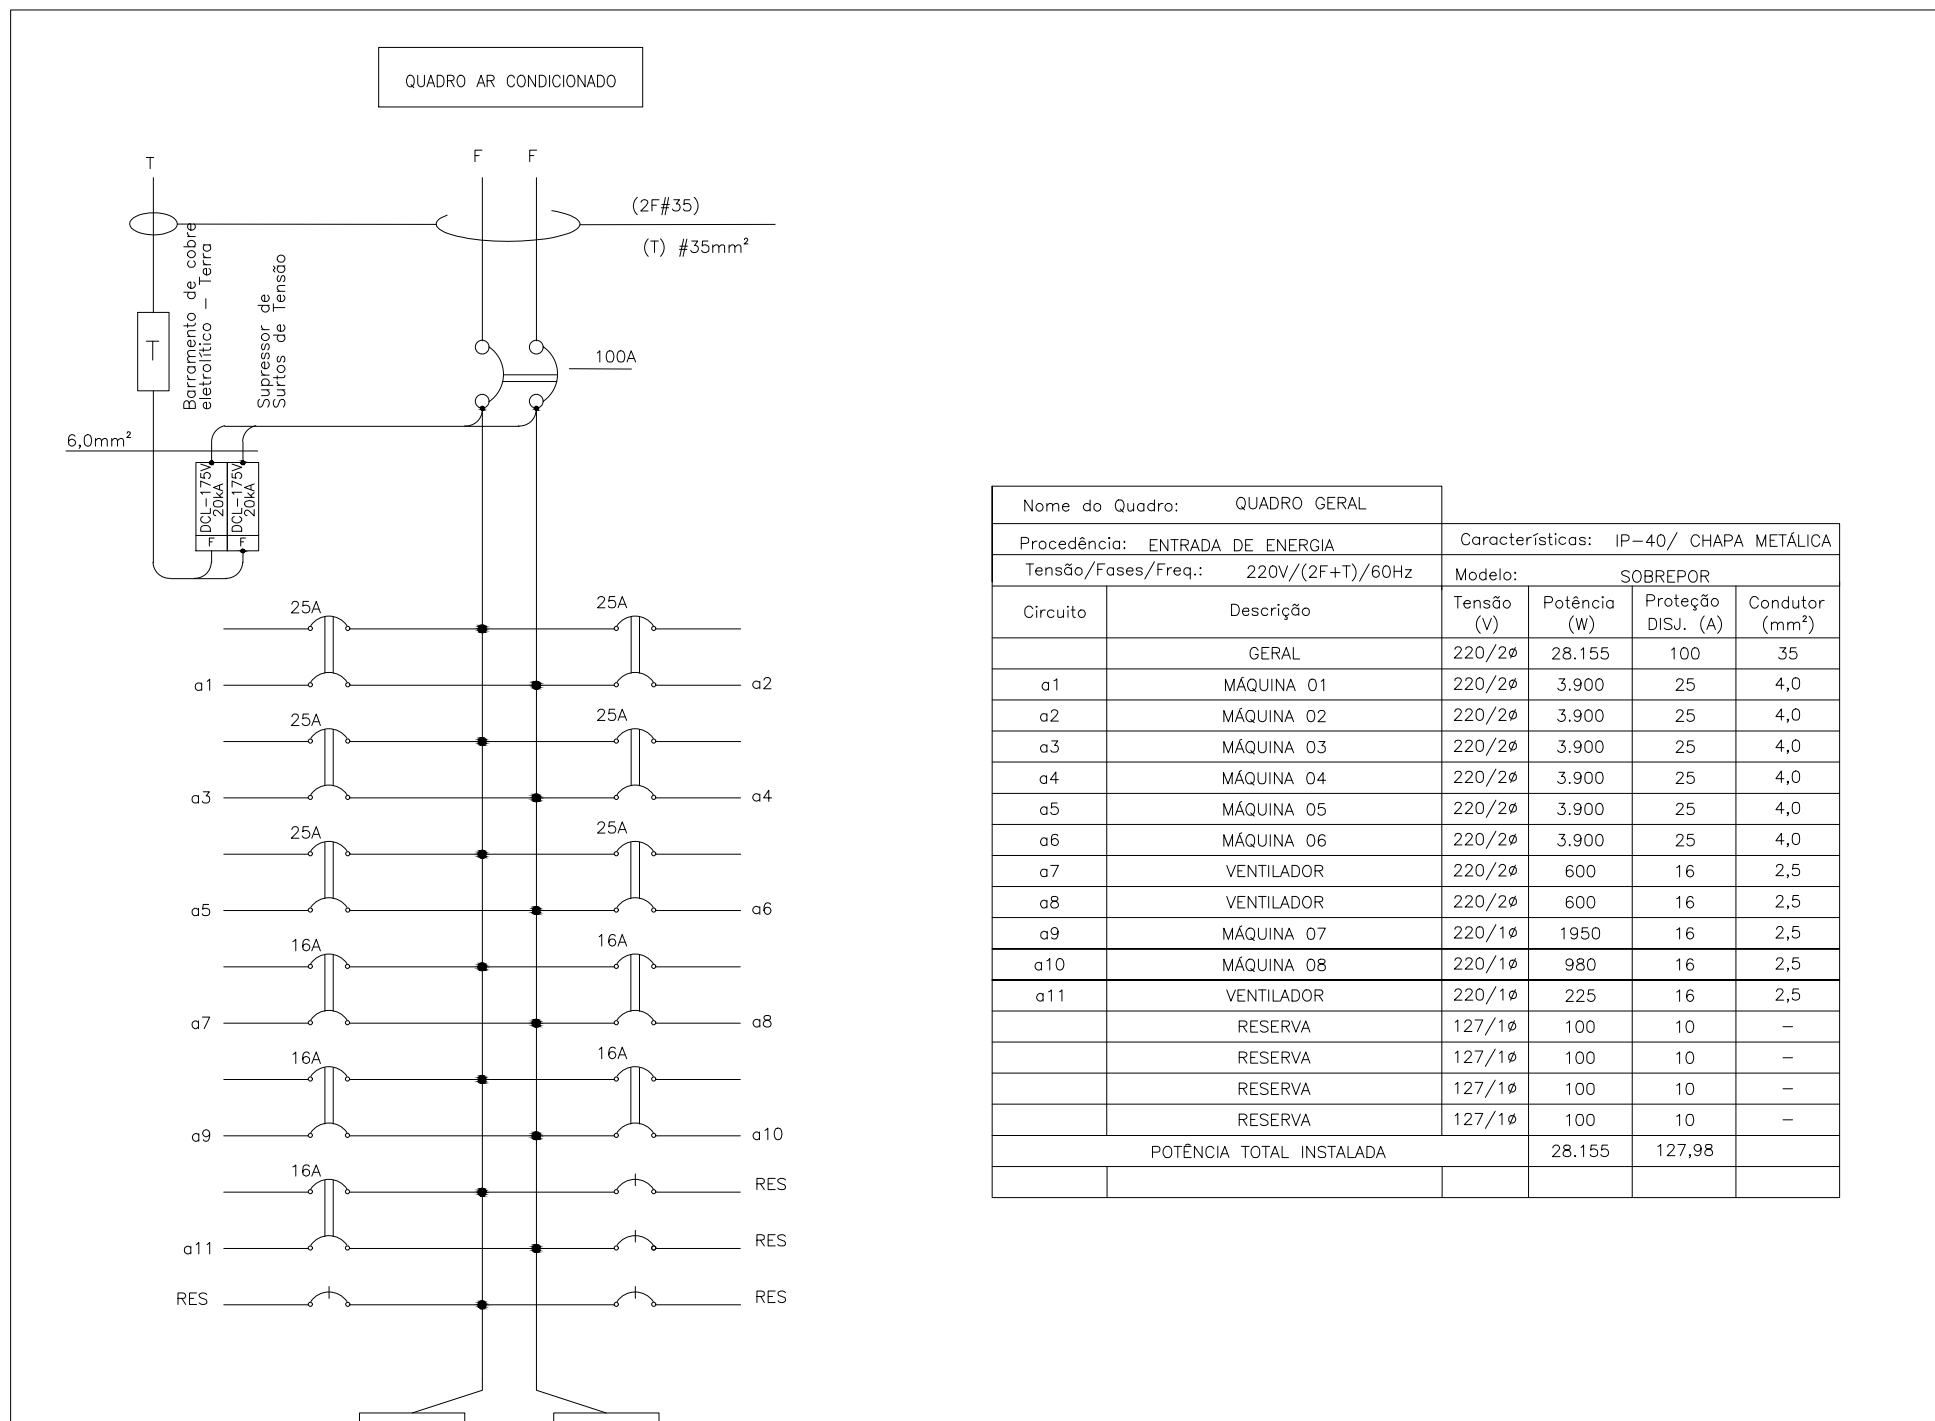 QUADRO AR CONDICIONADO
T
F
F
(2F#35)
(T) #35mm²
Barramento de cobre
eletrolítico – Terra
Supressor de
Surtos de Tensão
T
100A
6,0mm²
DCL–175V
20kA
F
DCL–175V
20kA
F
25A
25A
a1
a2
25A
25A
a3
a4
25A
25A
a5
a6
16A
16A
a7
a8
16A
16A
a9
a10
16A
RES
a11
RES
RES
RES
Nome do Quadro: QUADRO GERAL
Procedência: ENTRADA DE ENERGIA Características: IP–40/ CHAPA METÁLICA
Tensão/Fases/Freq.: 220V/(2F+T)/60Hz Modelo: SOBREPOR
Circuito Descrição Tensão (V) Potência (W) Proteção DISJ. (A) Condutor (mm²)
GERAL 220/2ø 28.155 100 35
a1 MÁQUINA 01 220/2ø 3.900 25 4,0
a2 MÁQUINA 02 220/2ø 3.900 25 4,0
a3 MÁQUINA 03 220/2ø 3.900 25 4,0
a4 MÁQUINA 04 220/2ø 3.900 25 4,0
a5 MÁQUINA 05 220/2ø 3.900 25 4,0
a6 MÁQUINA 06 220/2ø 3.900 25 4,0
a7 VENTILADOR 220/2ø 600 16 2,5
a8 VENTILADOR 220/2ø 600 16 2,5
a9 MÁQUINA 07 220/1ø 1950 16 2,5
a10 MÁQUINA 08 220/1ø 980 16 2,5
a11 VENTILADOR 220/1ø 225 16 2,5
RESERVA 127/1ø 100 10 –
RESERVA 127/1ø 100 10 –
RESERVA 127/1ø 100 10 –
RESERVA 127/1ø 100 10 –
POTÊNCIA TOTAL INSTALADA 28.155 127,98